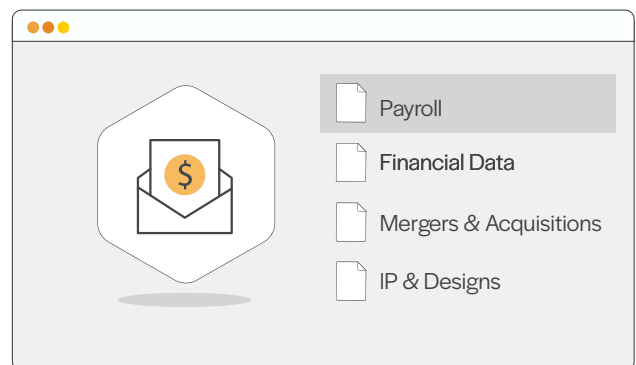 $
Payroll
Financial Data
Mergers & Acquisitions
IP & Designs